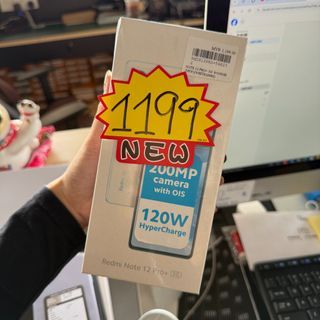 1199
NEW
200MP
camera
with OIS
120W
HyperCharge
Redmi Note 12 Pro+ 5G